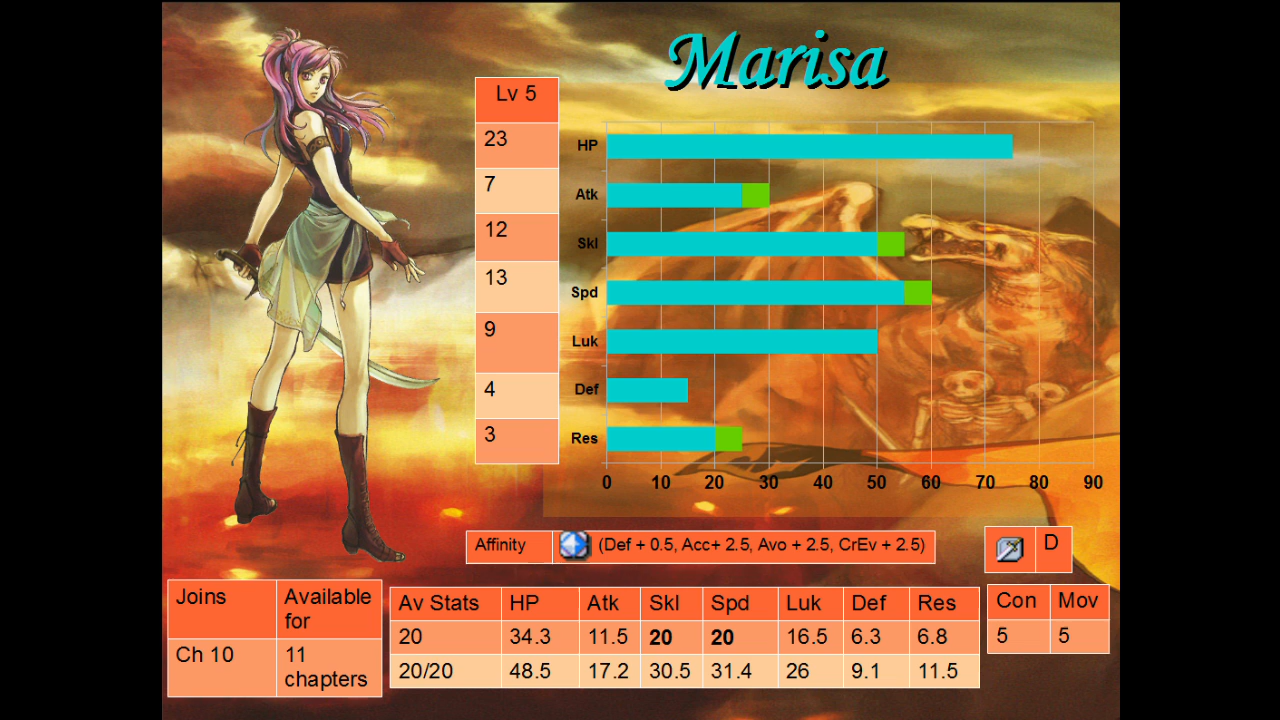 Marisa
Lv 5
23
7
12
13
9
4
3
HP
Atk
Skl
Spd
Luk
Def
Res
0 10 20 30 40 50 60 70 80 90
Affinity (Def + 0.5, Acc+ 2.5, Avo + 2.5, CrEv + 2.5)
D
Joins Available
for
Ch 10 11
chapters
Av Stats HP Atk Skl Spd Luk Def Res
20 34.3 11.5 20 20 16.5 6.3 6.8
20/20 48.5 17.2 30.5 31.4 26 9.1 11.5
Con Mov
5 5